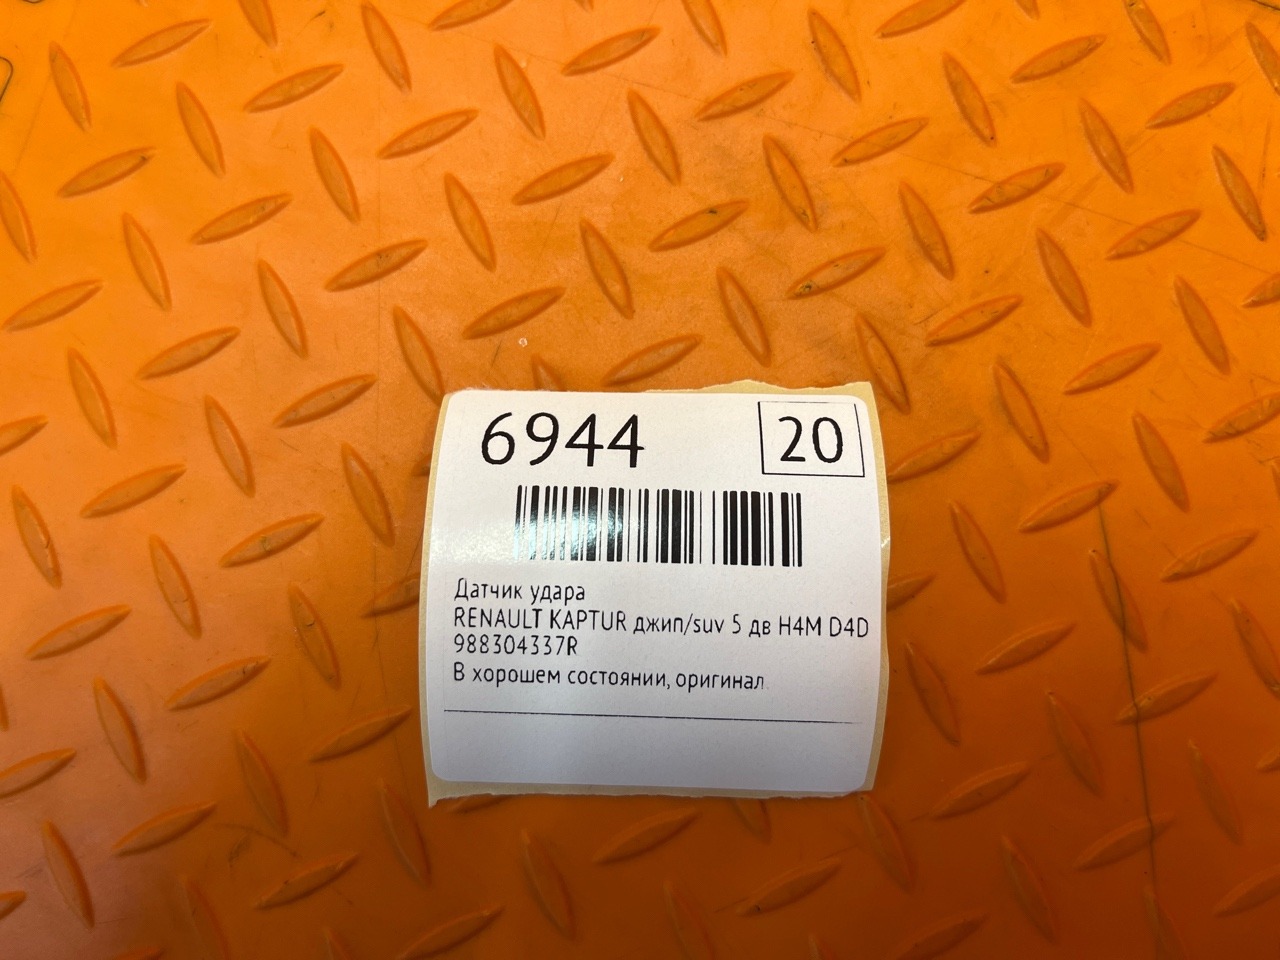 6944
20
Датчик удара
RENAULT KAPTUR джип/suv 5 дв H4M D4D
988304337R
В хорошем состоянии, оригинал